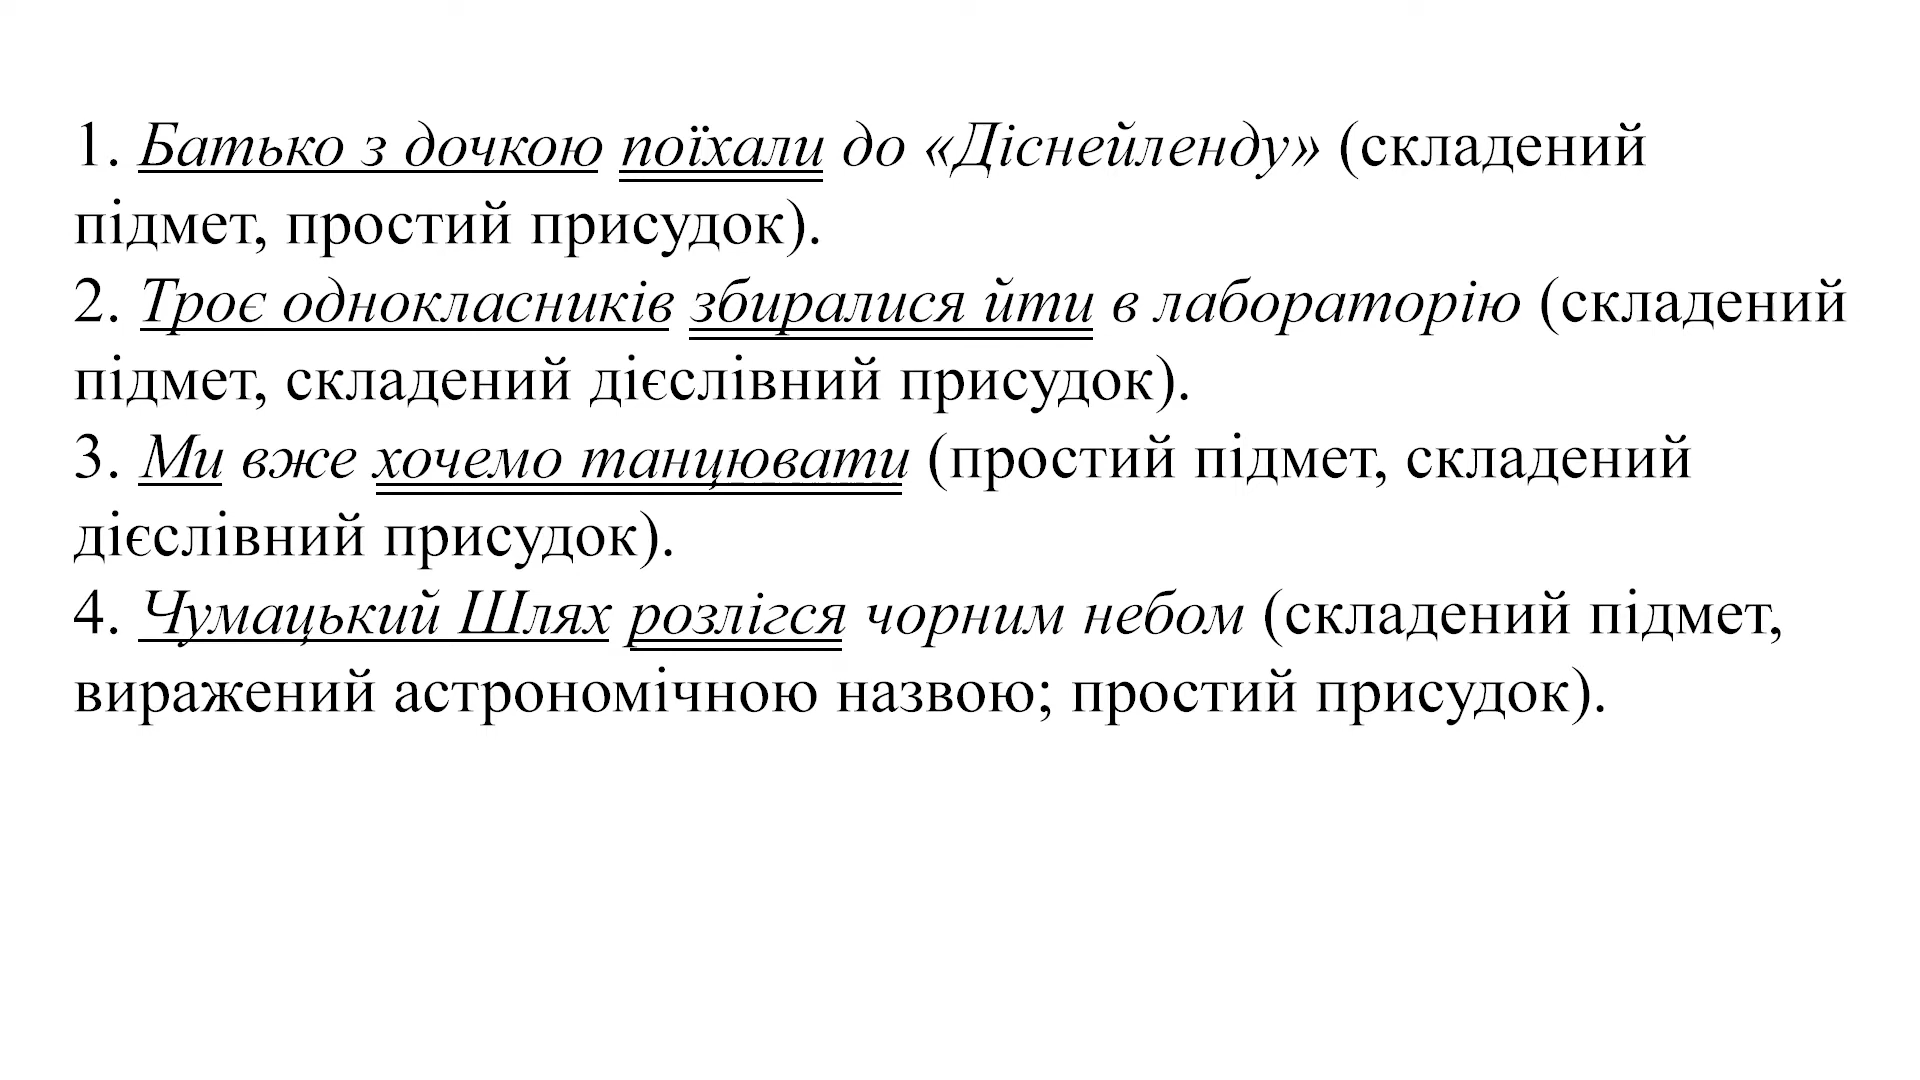 1. Батько з дочкою поїхали до «Діснейленду» (складений
підмет, простий присудок).
2. Троє однокласників збиралися йти в лабораторію (складений
підмет, складений дієслівний присудок).
3. Ми вже хочемо танцювати (простий підмет, складений
дієслівний присудок).
4. Чумацький Шлях розлігся чорним небом (складений підмет,
виражений астрономічною назвою; простий присудок).